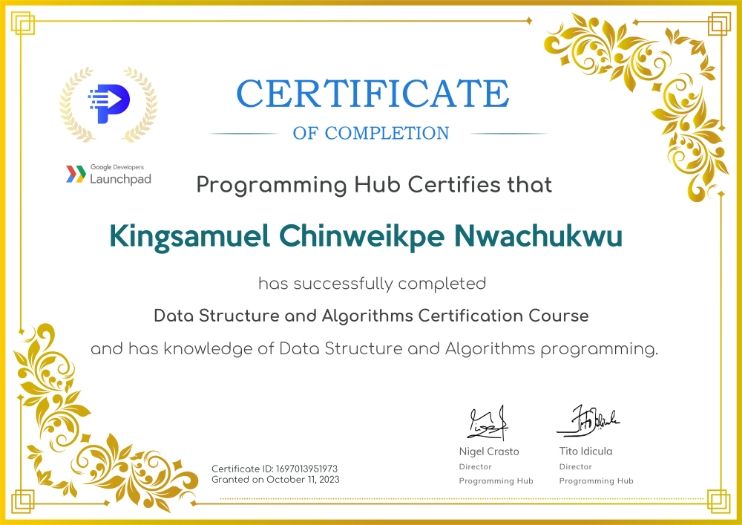 CERTIFICATE
OF COMPLETION
Google Developers
Launchpad
Programming Hub Certifies that
Kingsamuel Chinweikpe Nwachukwu
has successfully completed
Data Structure and Algorithms Certification Course
and has knowledge of Data Structure and Algorithms programming.
Nigel Crasto
Director
Programming Hub
Tito Idicula
Director
Programming Hub
Certificate ID: 1697013951973
Granted on October 11, 2023